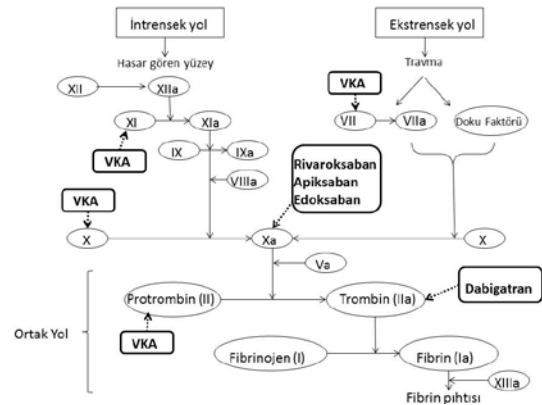 İntrensek yol
Ekstrensek yol
Hasar gören yüzey
Travma
XII
XIIa
VKA
XI
XIa
VII
VIIa
Doku Faktörü
VKA
IX
IXa
Rivaroksaban
Apiksaban
Edoksaban
VIIIa
VKA
X
Xa
X
Va
Protrombin (II)
Trombin (IIa)
Dabigatran
Ortak Yol
VKA
Fibrinojen (I)
Fibrin (Ia)
XIIIa
Fibrin pıhtısı